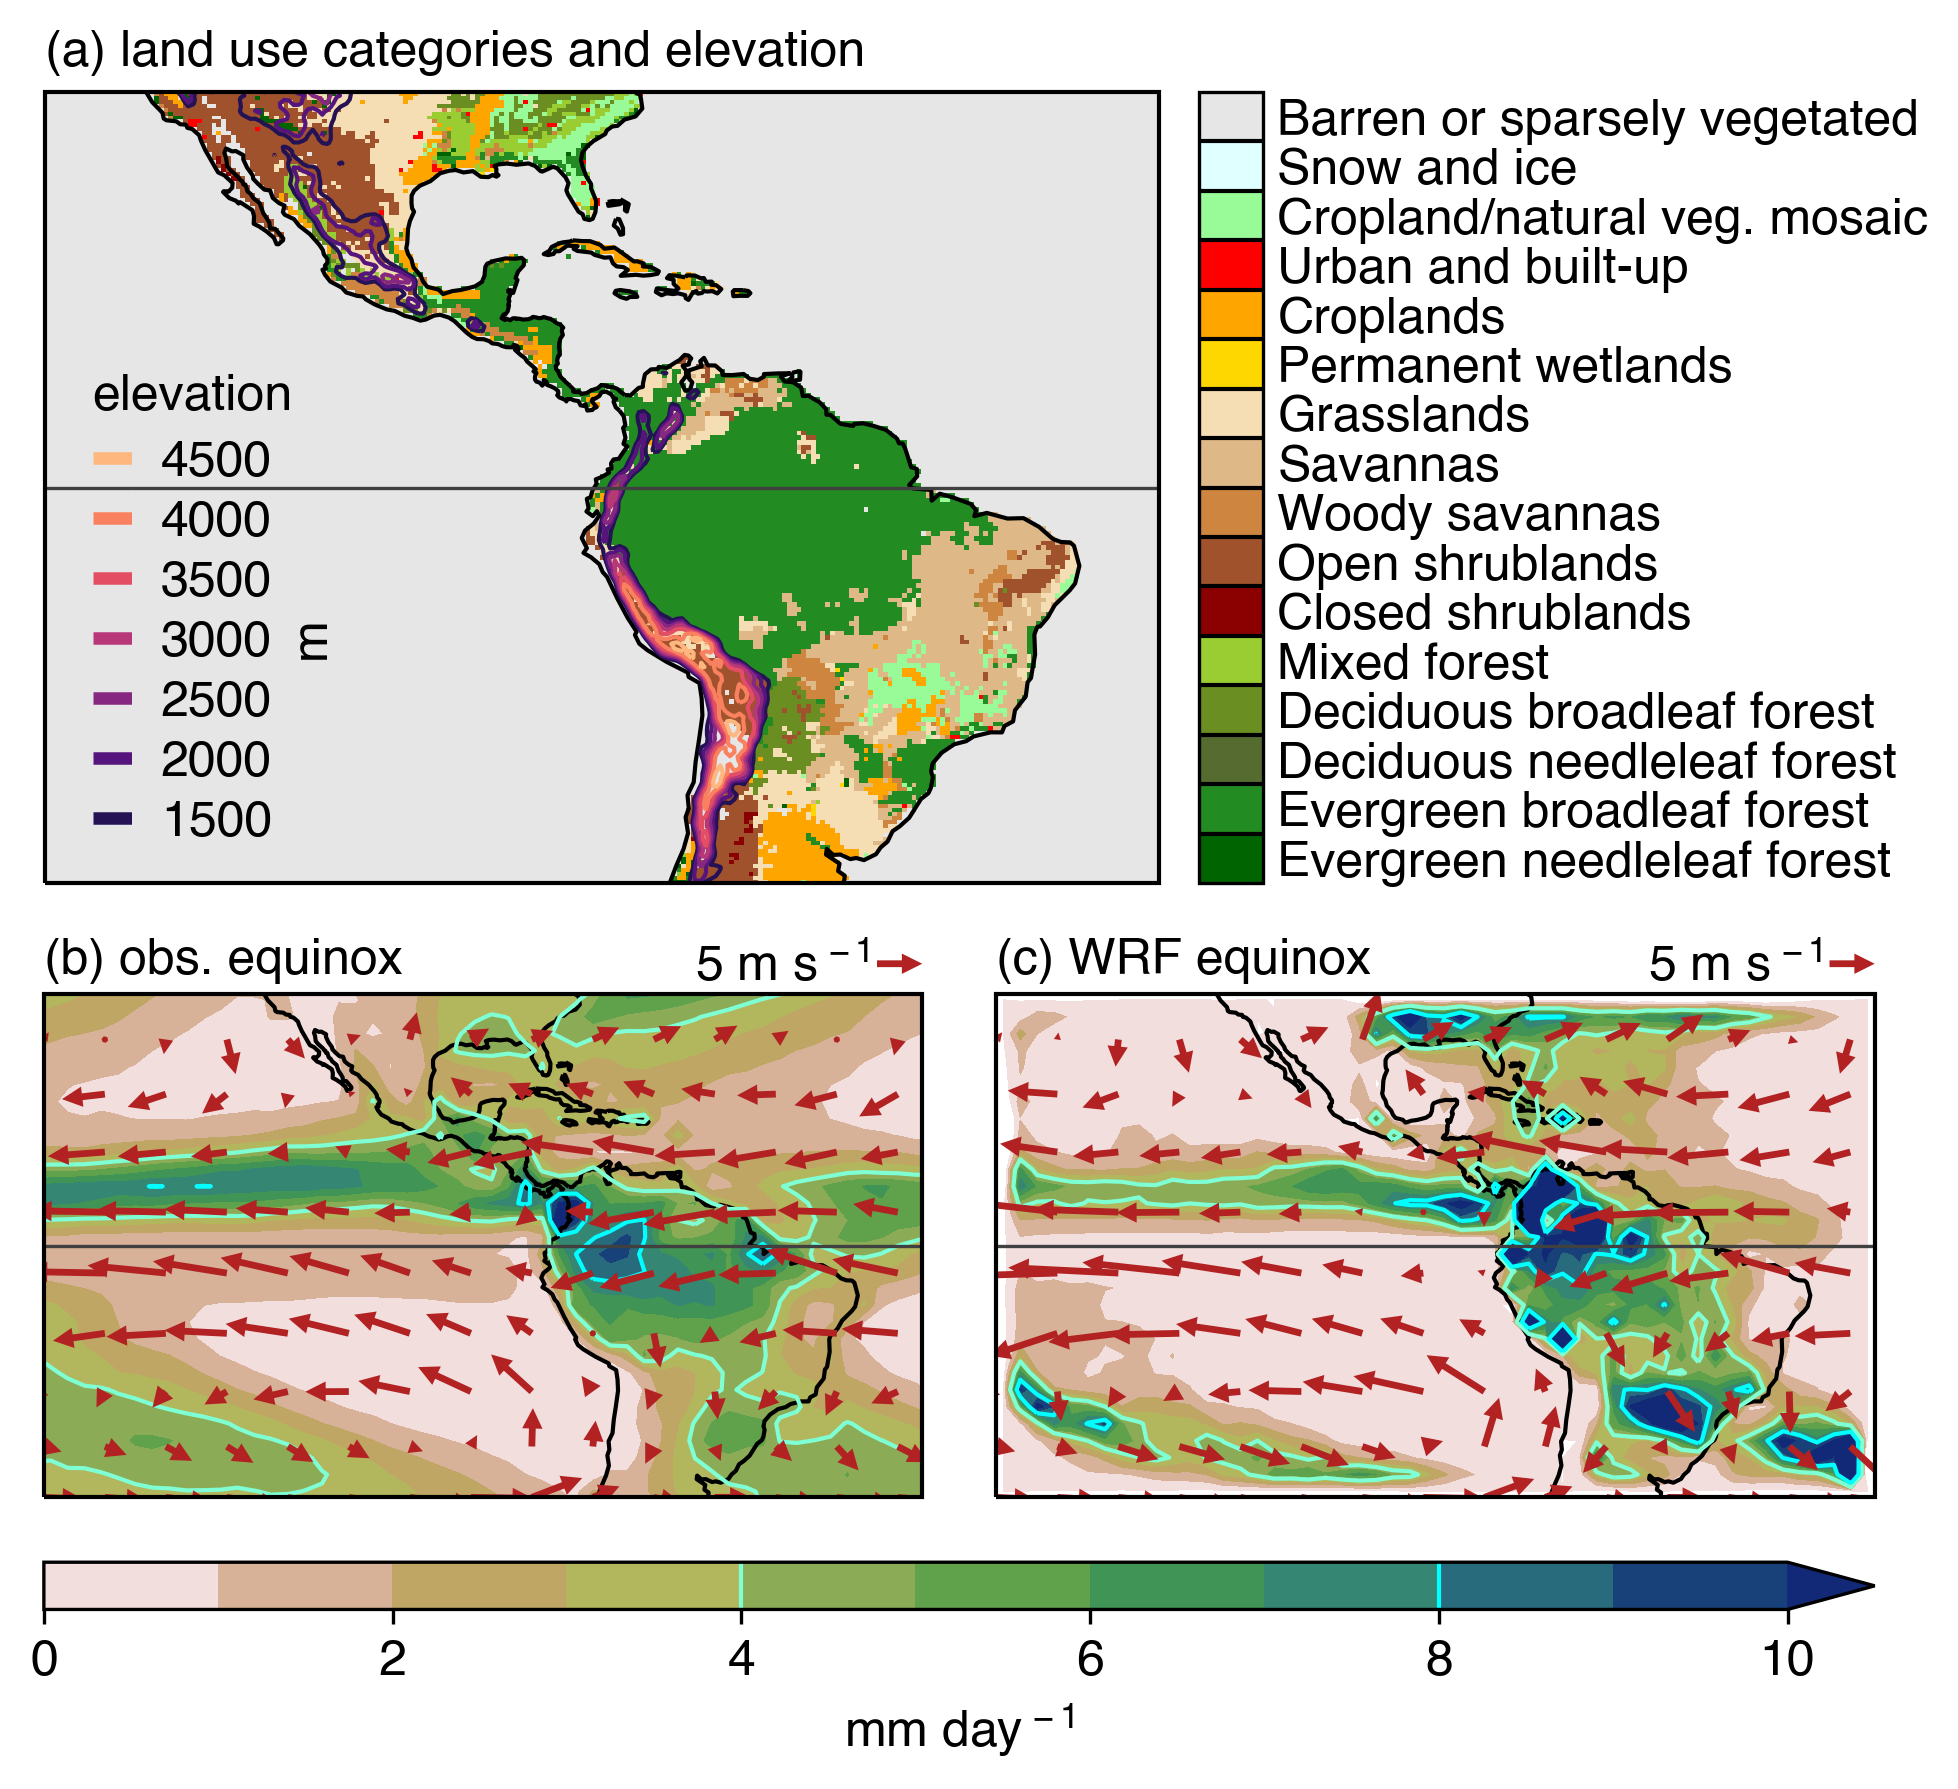 (a) land use categories and elevation
Barren or sparsely vegetated
Snow and ice
Cropland/natural veg. mosaic
Urban and built-up
Croplands
Permanent wetlands
Grasslands
Savannas
Woody savannas
Open shrublands
Closed shrublands
Mixed forest
Deciduous broadleaf forest
Deciduous needleleaf forest
Evergreen broadleaf forest
Evergreen needleleaf forest
elevation
4500
4000
3500
3000
2500
2000
1500
m
(b) obs. equinox
5 m s⁻¹
(c) WRF equinox
5 m s⁻¹
0 2 4 6 8 10
mm day⁻¹